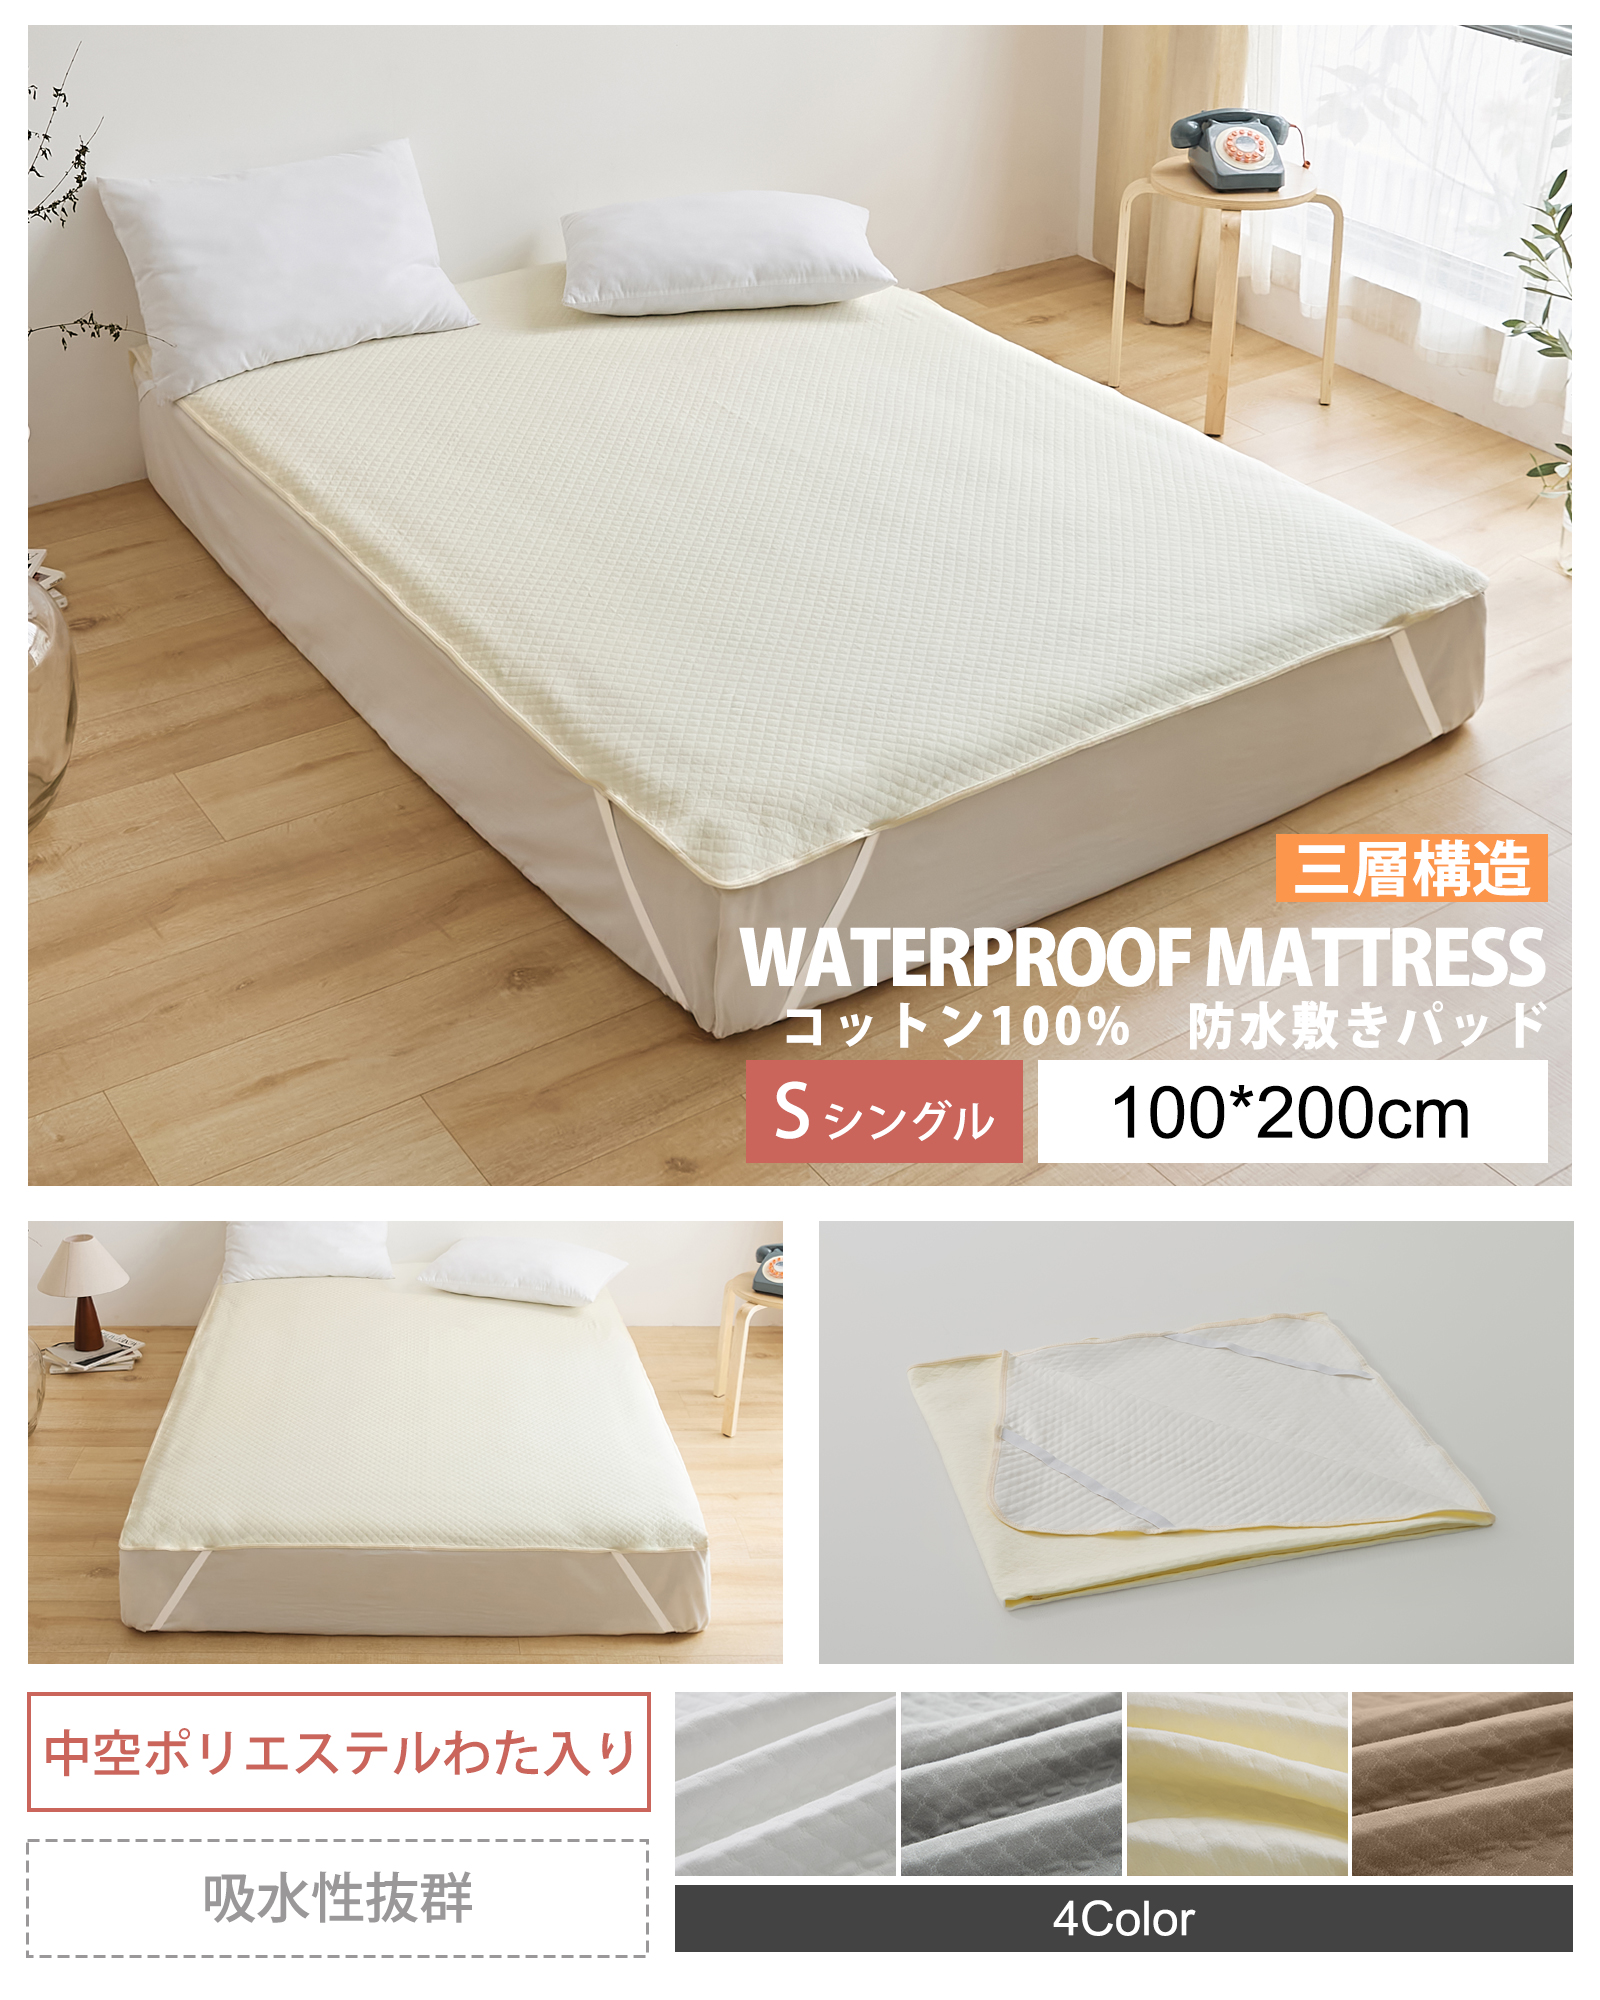 三層構造
WATERPROOF MATTRESS
コットン100%　防水敷きパッド
S シングル
100*200cm
中空ポリエステルわた入り
吸水性抜群
4Color